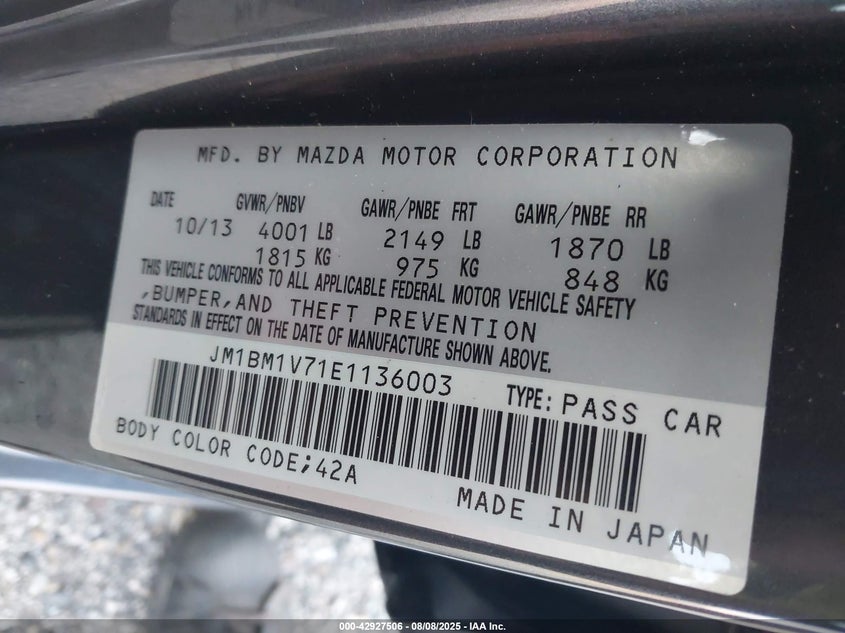 MFD. BY MAZDA MOTOR CORPORATION
DATE GVWR/PNBV GAWR/PNBE FRT GAWR/PNBE RR
10/13 4001 LB 2149 LB 1870 LB
1815 KG 975 KG 848 KG
THIS VEHICLE CONFORMS TO ALL APPLICABLE FEDERAL MOTOR VEHICLE SAFETY
,BUMPER,AND THEFT PREVENTION
STANDARDS IN EFFECT ON THE DATE OF MANUFACTURE SHOWN ABOVE.
JM1BM1V71E1136003 TYPE: PASS CAR
BODY COLOR CODE;42A
MADE IN JAPAN
000-42927506 - 08/08/2025 - IAA Inc.